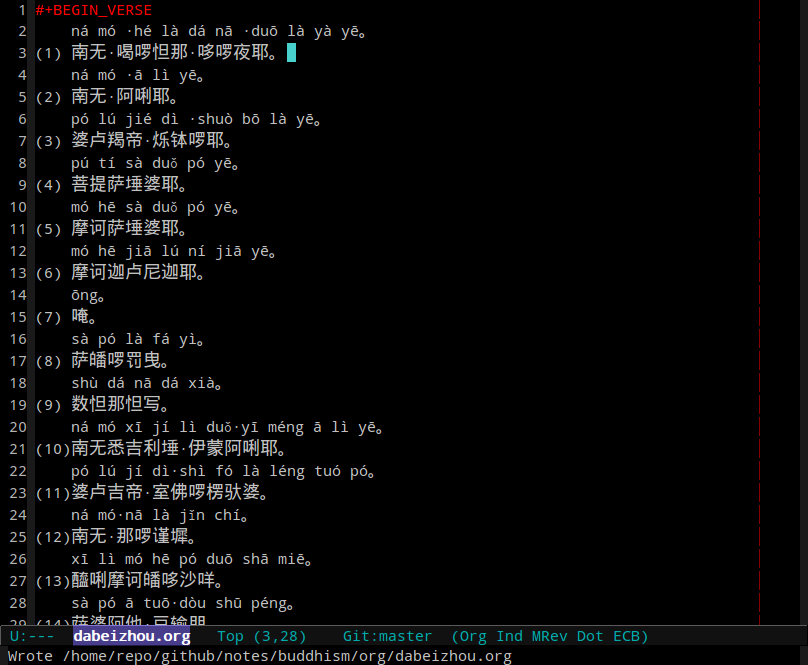 1 #+BEGIN_VERSE
2 ná mó ·hé là dá nā ·duō là yà yē。
3 (1) 南无·喝啰怛那·哆啰夜耶。
4 ná mó ·ā lì yē。
5 (2) 南无·阿唎耶。
6 pó lú jié dì ·shuò bō là yē。
7 (3) 婆卢羯帝·烁钵啰耶。
8 pú tí sà duǒ pó yē。
9 (4) 菩提萨埵婆耶。
10 mó hē sà duǒ pó yē。
11 (5) 摩诃萨埵婆耶。
12 mó hē jiā lú ní jiā yē。
13 (6) 摩诃迦卢尼迦耶。
14 ōng。
15 (7) 唵。
16 sà pó là fá yì。
17 (8) 萨皤啰罚曳。
18 shù dá nā dá xià。
19 (9) 数怛那怛写。
20 ná mó xī jí lì duǒ·yī méng ā lì yē。
21 (10)南无悉吉利埵·伊蒙阿唎耶。
22 pó lú jí dì·shì fó là léng tuó pó。
23 (11)婆卢吉帝·室佛啰楞驮婆。
24 ná mó·nā là jǐn chí。
25 (12)南无·那啰谨墀。
26 xī lì mó hē pó duō shā miē。
27 (13)醯唎摩诃皤哆沙咩。
28 sà pó ā tuō·dòu shū péng。
29 (14)萨婆阿他·豆输朋
U:--- dabeizhou.org Top (3,28) Git:master (Org Ind MRev Dot ECB)
Wrote /home/repo/github/notes/buddhism/org/dabeizhou.org